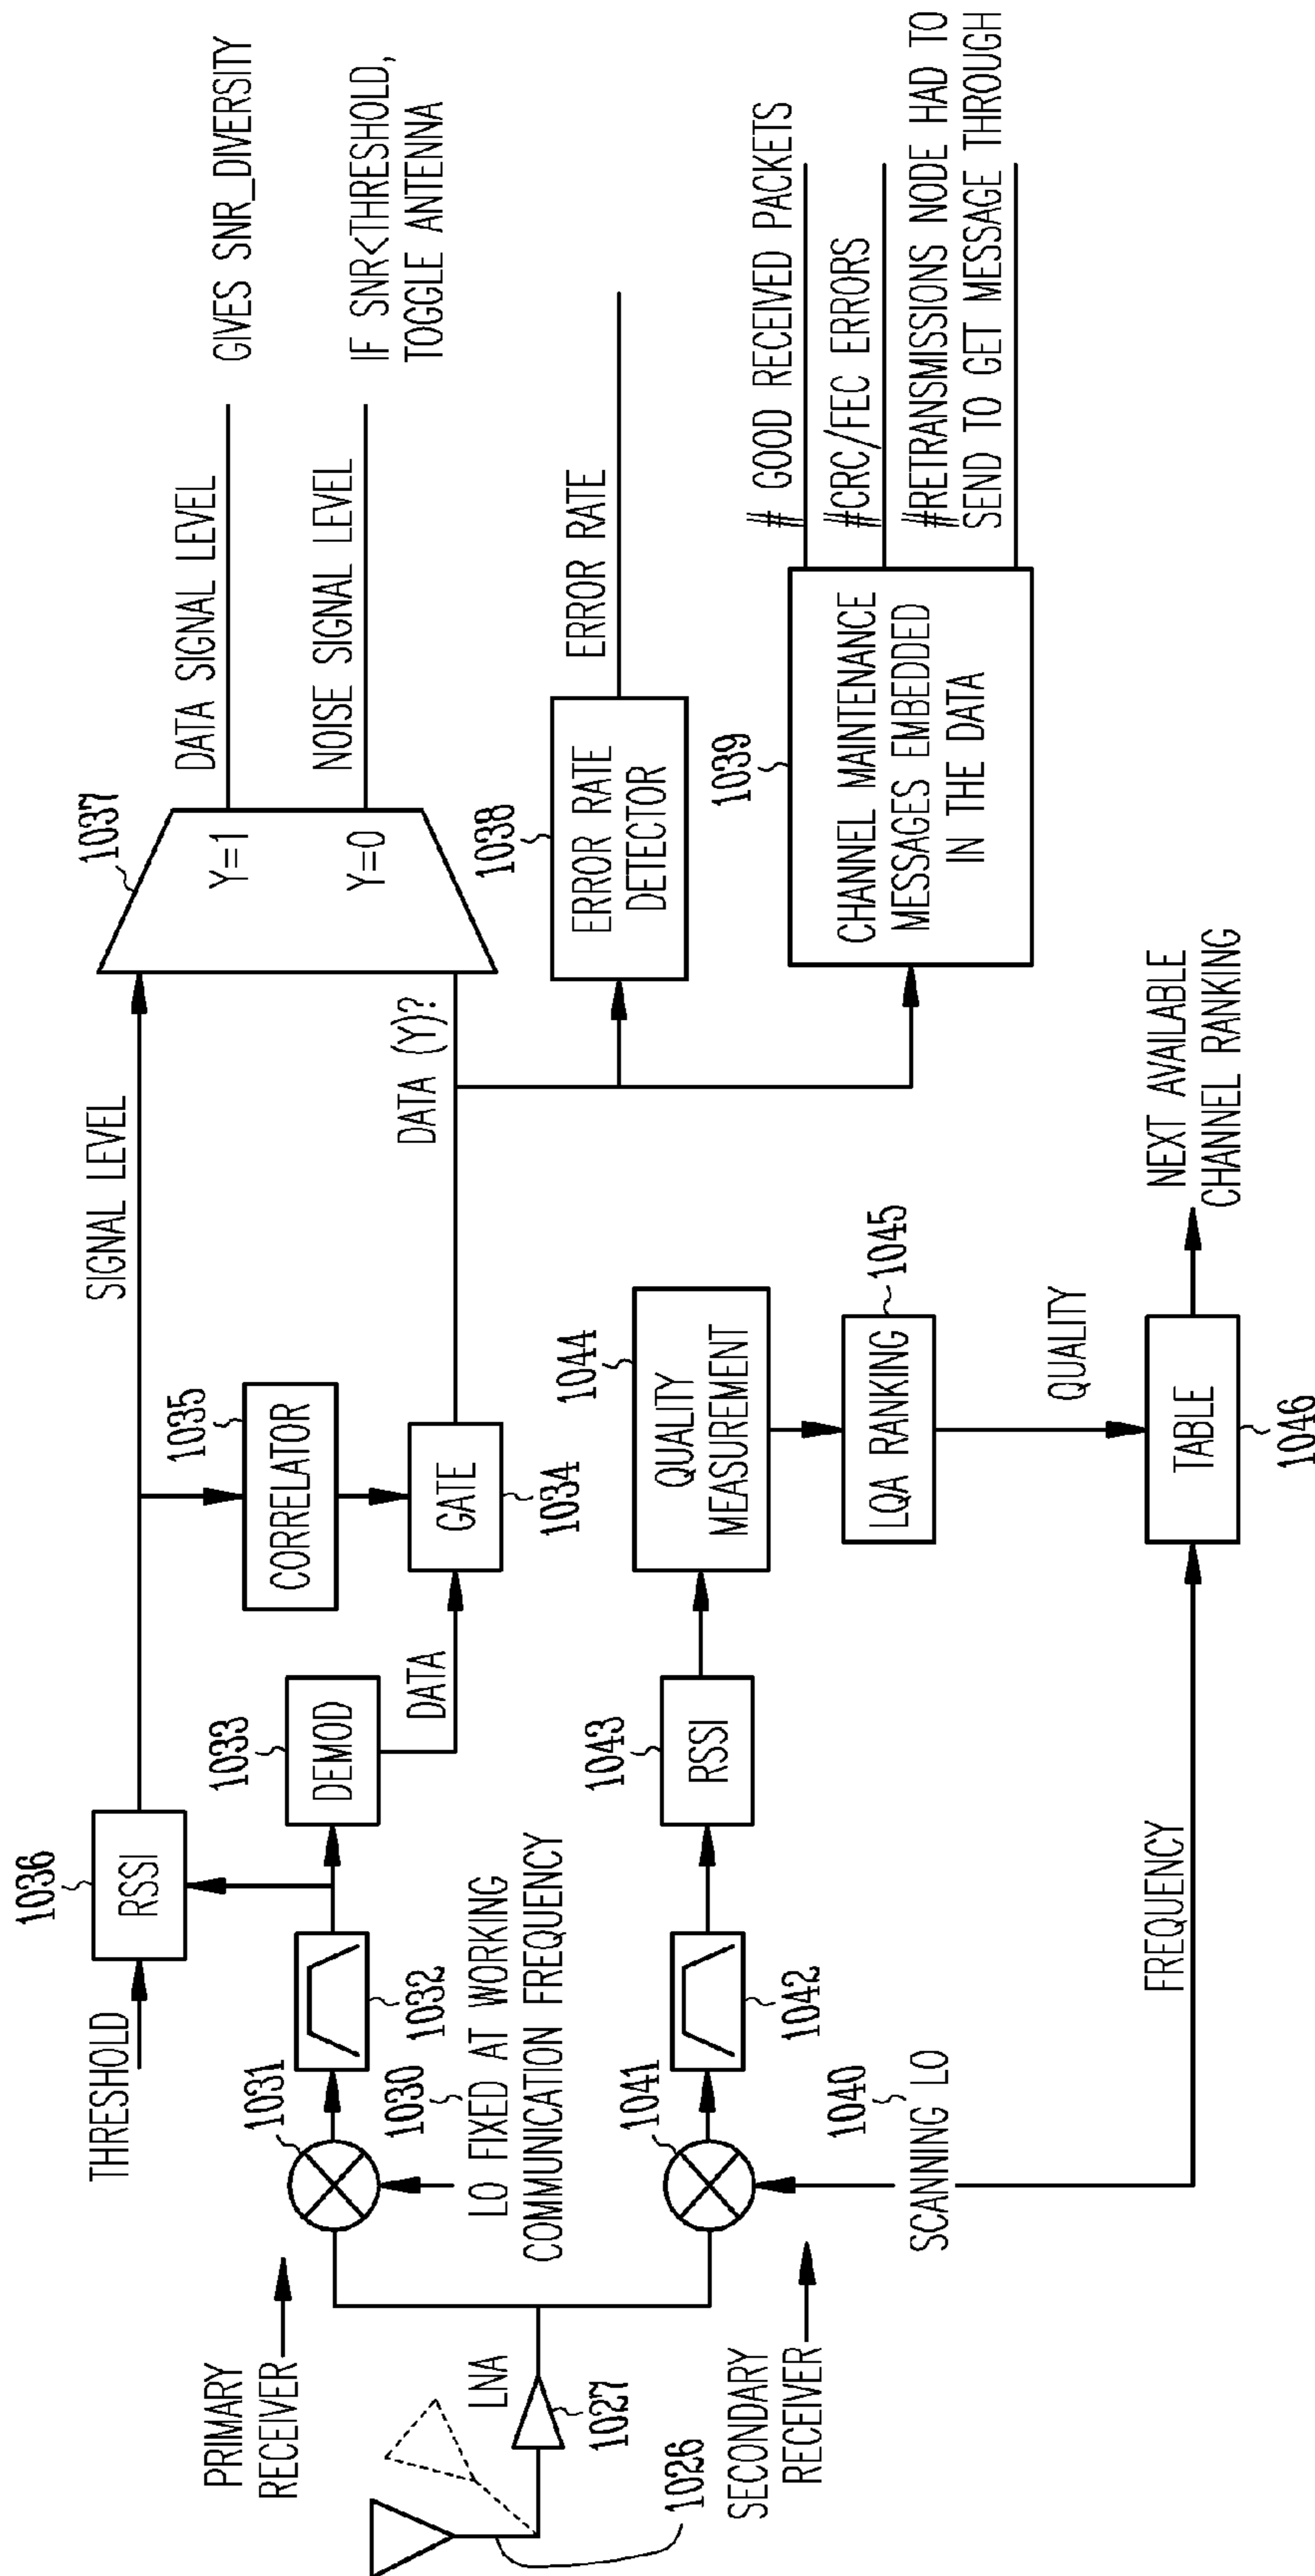 PRIMARY
RECEIVER
THRESHOLD
1036
RSSI
SIGNAL LEVEL
1037
Y=1
Y=0
DATA SIGNAL LEVEL
GIVES SNR_DIVERSITY
NOISE SIGNAL LEVEL
IF SNR<THRESHOLD,
TOGGLE ANTENNA
1031
1032
1033
DEMOD
DATA
1035
CORRELATOR
GATE
1034
DATA (Y)?
1030
LO FIXED AT WORKING
COMMUNICATION FREQUENCY
1038
ERROR RATE
DETECTOR
ERROR RATE
1039
CHANNEL MAINTENANCE
MESSAGES EMBEDDED
IN THE DATA
# GOOD RECEIVED PACKETS
#CRC/FEC ERRORS
#RETRANSMISSIONS NODE HAD TO
SEND TO GET MESSAGE THROUGH
LNA
1027
1026
SECONDARY
RECEIVER
1041
1042
1043
RSSI
1044
QUALITY
MEASUREMENT
1045
LQA RANKING
QUALITY
1040
SCANNING LO
FREQUENCY
TABLE
1046
NEXT AVAILABLE
CHANNEL RANKING